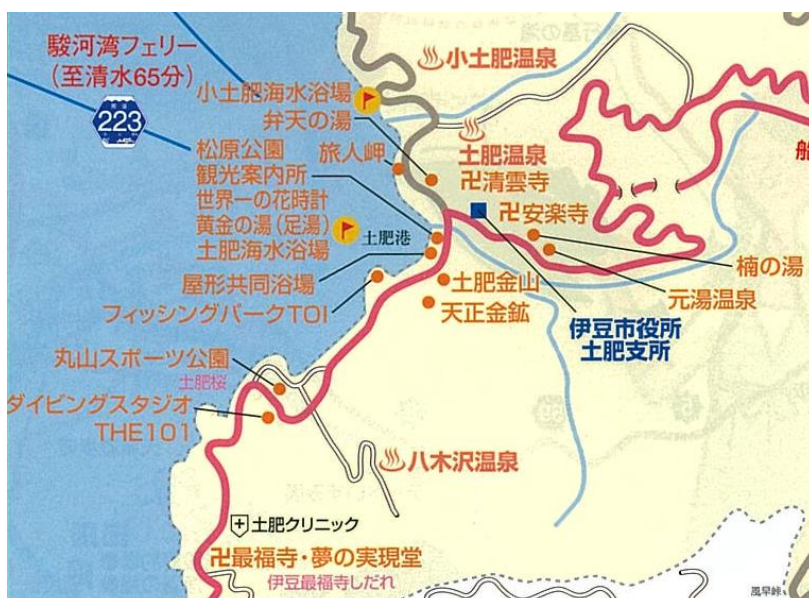 駿河湾フェリー
(至清水65分)
223
小土肥温泉
小土肥海水浴場
弁天の湯
松原公園
観光案内所
世界一の花時計
黄金の湯(足湯)
土肥海水浴場
旅人岬
土肥温泉
卍清雲寺
卍安楽寺
船
土肥港
屋形共同浴場
フィッシングパークTOI
土肥金山
天正金鉱
楠の湯
元湯温泉
伊豆市役所
土肥支所
丸山スポーツ公園
土肥桜
ダイビングスタジオ
THE101
八木沢温泉
土肥クリニック
卍最福寺・夢の実現堂
伊豆最福寺しだれ
風早峠